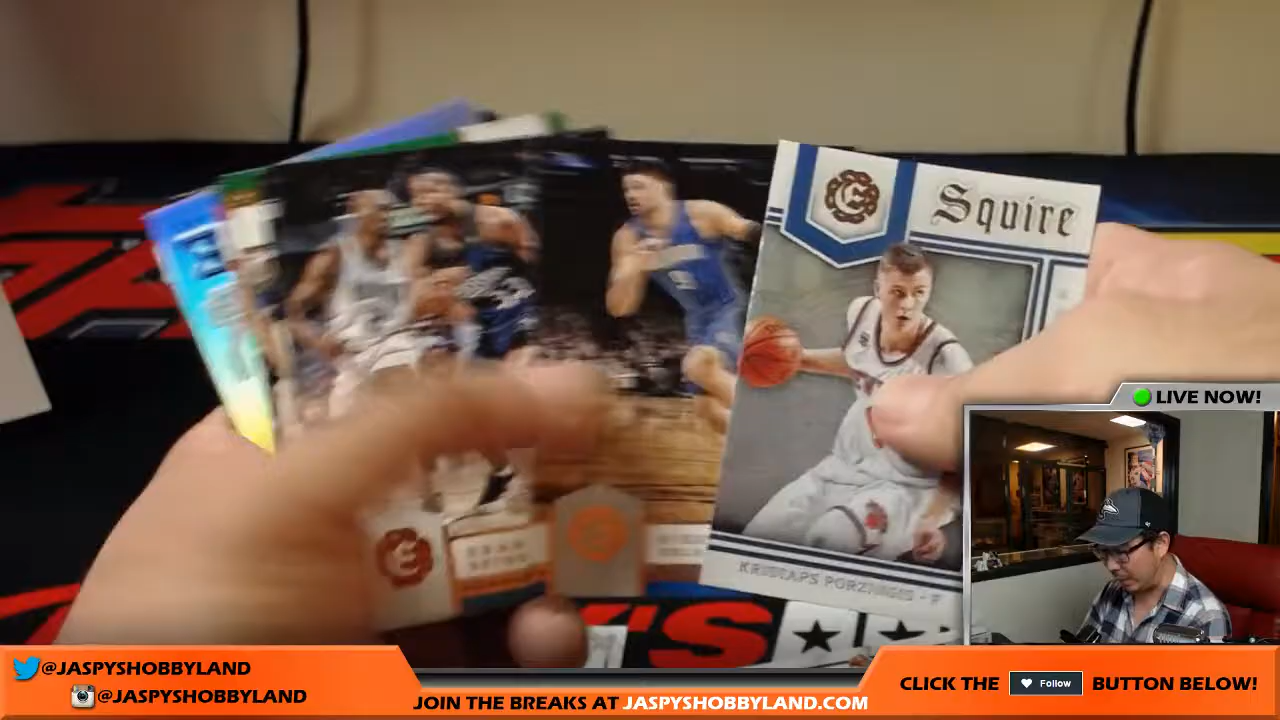 Squire
KRISTAPS PORZINGIS - F
LIVE NOW!
@JASPYSHOBBYLAND
@JASPYSHOBBYLAND
JOIN THE BREAKS AT JASPYSHOBBYLAND.COM
CLICK THE Follow BUTTON BELOW!